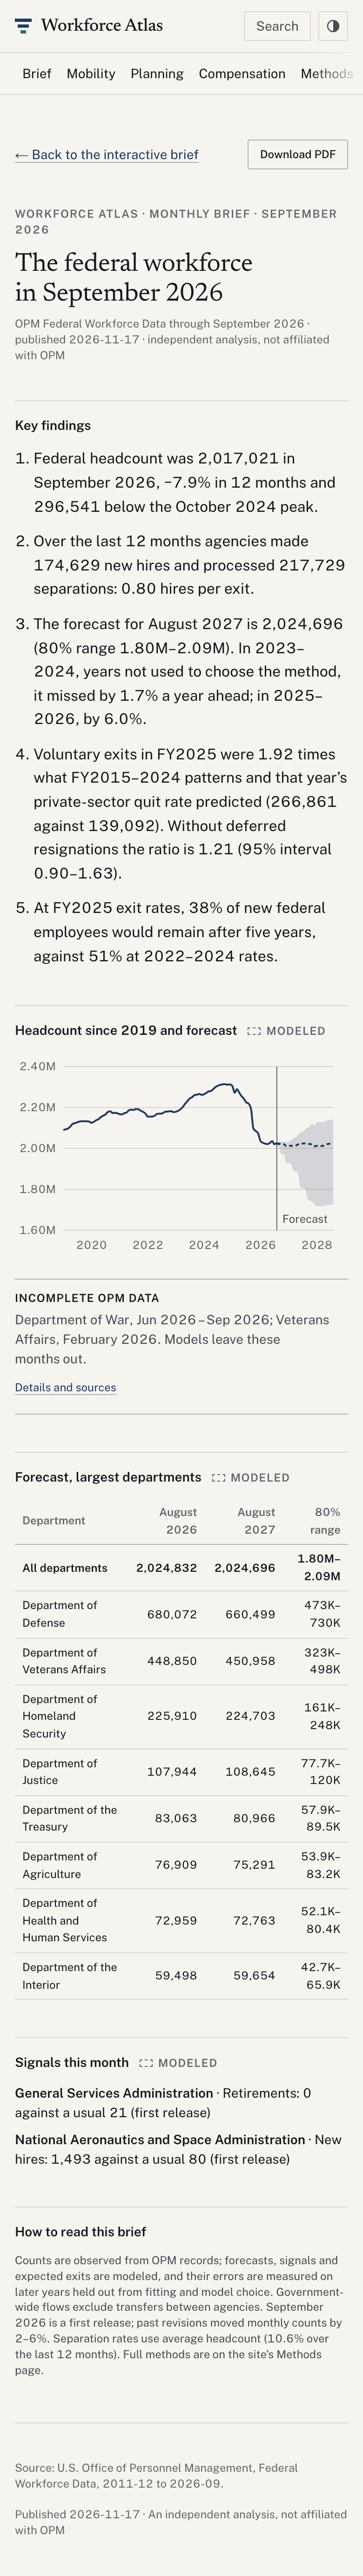 Workforce Atlas
Search
Brief Mobility Planning Compensation Methods
← Back to the interactive brief
Download PDF
WORKFORCE ATLAS · MONTHLY BRIEF · SEPTEMBER
2026
The federal workforce
in September 2026
OPM Federal Workforce Data through September 2026 ·
published 2026-11-17 · independent analysis, not affiliated
with OPM
Key findings
1. Federal headcount was 2,017,021 in
September 2026, −7.9% in 12 months and
296,541 below the October 2024 peak.
2. Over the last 12 months agencies made
174,629 new hires and processed 217,729
separations: 0.80 hires per exit.
3. The forecast for August 2027 is 2,024,696
(80% range 1.80M–2.09M). In 2023–
2024, years not used to choose the method,
it missed by 1.7% a year ahead; in 2025–
2026, by 6.0%.
4. Voluntary exits in FY2025 were 1.92 times
what FY2015–2024 patterns and that year’s
private-sector quit rate predicted (266,861
against 139,092). Without deferred
resignations the ratio is 1.21 (95% interval
0.90–1.63).
5. At FY2025 exit rates, 38% of new federal
employees would remain after five years,
against 51% at 2022–2024 rates.
Headcount since 2019 and forecast MODELED
2.40M
2.20M
2.00M
1.80M
1.60M
Forecast
2020 2022 2024 2026 2028
INCOMPLETE OPM DATA
Department of War, Jun 2026–Sep 2026; Veterans
Affairs, February 2026. Models leave these
months out.
Details and sources
Forecast, largest departments MODELED
Department August 2026 August 2027 80% range
All departments 2,024,832 2,024,696 1.80M–2.09M
Department of Defense 680,072 660,499 473K–730K
Department of Veterans Affairs 448,850 450,958 323K–498K
Department of Homeland Security 225,910 224,703 161K–248K
Department of Justice 107,944 108,645 77.7K–120K
Department of the Treasury 83,063 80,966 57.9K–89.5K
Department of Agriculture 76,909 75,291 53.9K–83.2K
Department of Health and Human Services 72,959 72,763 52.1K–80.4K
Department of the Interior 59,498 59,654 42.7K–65.9K
Signals this month MODELED
General Services Administration · Retirements: 0
against a usual 21 (first release)
National Aeronautics and Space Administration · New
hires: 1,493 against a usual 80 (first release)
How to read this brief
Counts are observed from OPM records; forecasts, signals and
expected exits are modeled, and their errors are measured on
later years held out from fitting and model choice. Government-
wide flows exclude transfers between agencies. September
2026 is a first release; past revisions moved monthly counts by
2–6%. Separation rates use average headcount (10.6% over
the last 12 months). Full methods are on the site’s Methods
page.
Source: U.S. Office of Personnel Management, Federal
Workforce Data, 2011-12 to 2026-09.
Published 2026-11-17 · An independent analysis, not affiliated
with OPM